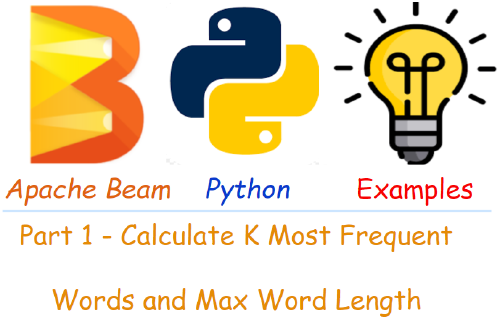 Apache Beam Python Examples
Part 1 - Calculate K Most Frequent
Words and Max Word Length